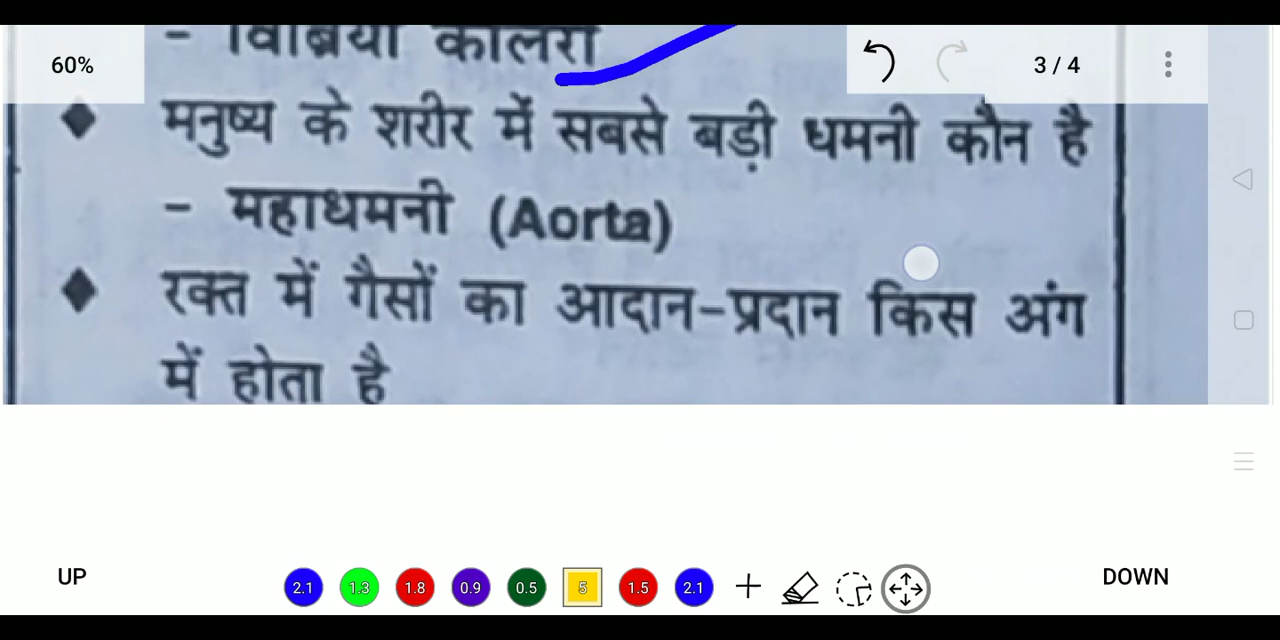 - विब्रियो कॉलेरी
60%
3 / 4
मनुष्य के शरीर में सबसे बड़ी धमनी कौन है
- महाधमनी (Aorta)
रक्त में गैसों का आदान-प्रदान किस अंग
में होता है
UP
2.1 1.3 1.8 0.9 0.5 5 1.5 2.1
DOWN